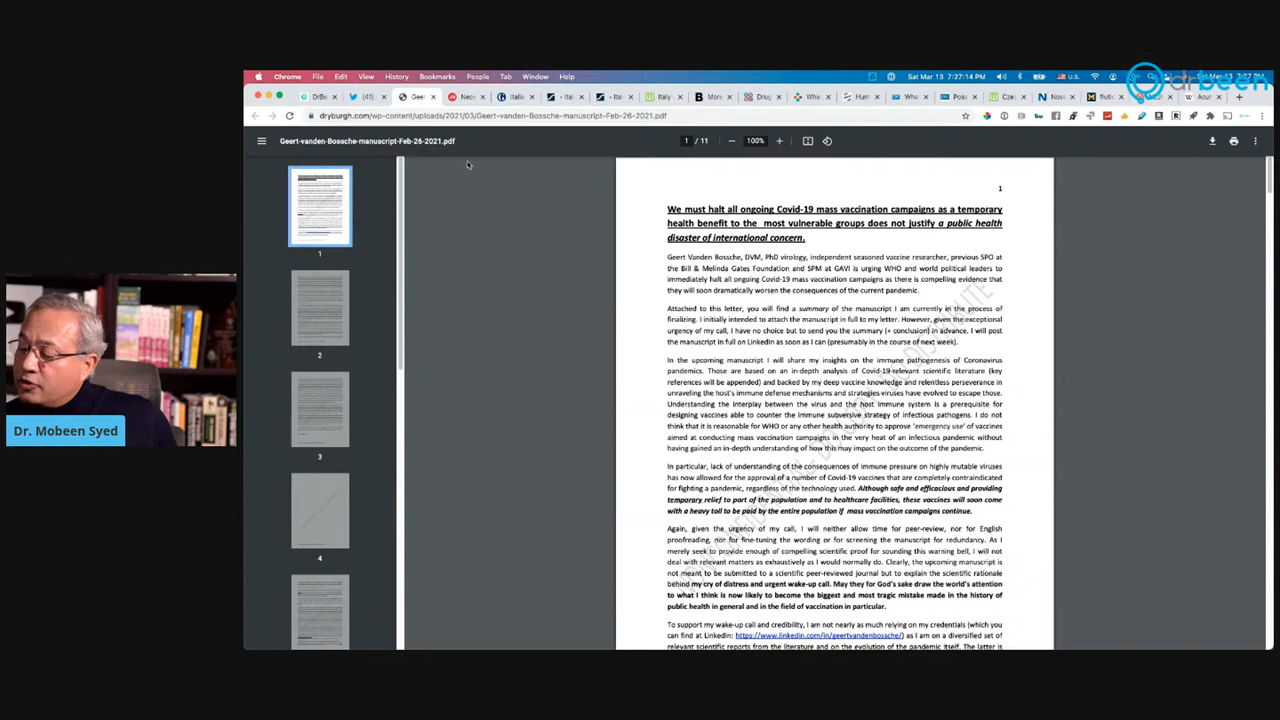 Chrome File Edit View History Bookmarks People Tab Window Help
Sat Mar 13 7:27:14 PM U.S. Sat Mar 13 7:27 PM
drbeen
DrBe (41) Geer Nec Italia Ital Ital Italy More Drug Wha Hum Whe Pos Czec Nov Muta Acut
dryburgh.com/wp-content/uploads/2021/03/Geert-vanden-Bossche-manuscript-Feb-26-2021.pdf
Geert-vanden-Bossche-manuscript-Feb-26-2021.pdf 1 / 11 100%
1
2
3
4
1
We must halt all ongoing Covid-19 mass vaccination campaigns as a temporary
health benefit to the most vulnerable groups does not justify a public health
disaster of international concern.
Geert Vanden Bossche, DVM, PhD virology, independent seasoned vaccine researcher, previous SPO at
the Bill & Melinda Gates Foundation and SPM at GAVI is urging WHO and world political leaders to
immediately halt all ongoing Covid-19 mass vaccination campaigns as there is compelling evidence that
they will soon dramatically worsen the consequences of the current pandemic.
Attached to this letter, you will find a summary of the manuscript I am currently in the process of
finalizing. I initially intended to attach the manuscript in full to my letter. However, given the exceptional
urgency of my call, I have no choice but to send you the summary (+ conclusion) in advance. I will post
the manuscript in full on LinkedIn as soon as I can (presumably in the course of next week).
In the upcoming manuscript I will share my insights on the immune pathogenesis of Coronavirus
pandemics. Those are based on an in-depth analysis of Covid-19-relevant scientific literature (key
references will be appended) and backed by my deep vaccine knowledge and relentless perseverance in
unraveling the host's immune defense mechanisms and strategies viruses have evolved to escape those.
Understanding the interplay between the virus and the host immune system is a prerequisite for
designing vaccines able to counter the immune subversive strategy of infectious pathogens. I do not
think that it is reasonable for WHO or any other health authority to approve 'emergency use' of vaccines
aimed at conducting mass vaccination campaigns in the very heat of an infectious pandemic without
having gained an in-depth understanding of how this may impact on the outcome of the pandemic.
In particular, lack of understanding of the consequences of immune pressure on highly mutable viruses
has now allowed for the approval of a number of Covid-19 vaccines that are completely contraindicated
for fighting a pandemic, regardless of the technology used. Although safe and efficacious and providing
temporary relief to part of the population and to healthcare facilities, these vaccines will soon come
with a heavy toll to be paid by the entire population if mass vaccination campaigns continue.
Again, given the urgency of my call, I will neither allow time for peer-review, nor for English
proofreading, nor for fine-tuning the wording or for screening the manuscript for redundancy. As I
merely seek to provide enough of compelling scientific proof for sounding this warning bell, I will not
deal with relevant matters as exhaustively as I would normally do. Clearly, the upcoming manuscript is
not meant to be submitted to a scientific peer-reviewed journal but to explain the scientific rationale
behind my cry of distress and urgent wake-up call. May they for God's sake draw the world's attention
to what I think is now likely to become the biggest and most tragic mistake made in the history of
public health in general and in the field of vaccination in particular.
To support my wake-up call and credibility, I am not nearly as much relying on my credentials (which you
can find at LinkedIn: https://www.linkedin.com/in/geertvandenbossche/) as I am on a diversified set of
relevant scientific reports from the literature and on the evolution of the pandemic itself. The latter is
Dr. Mobeen Syed